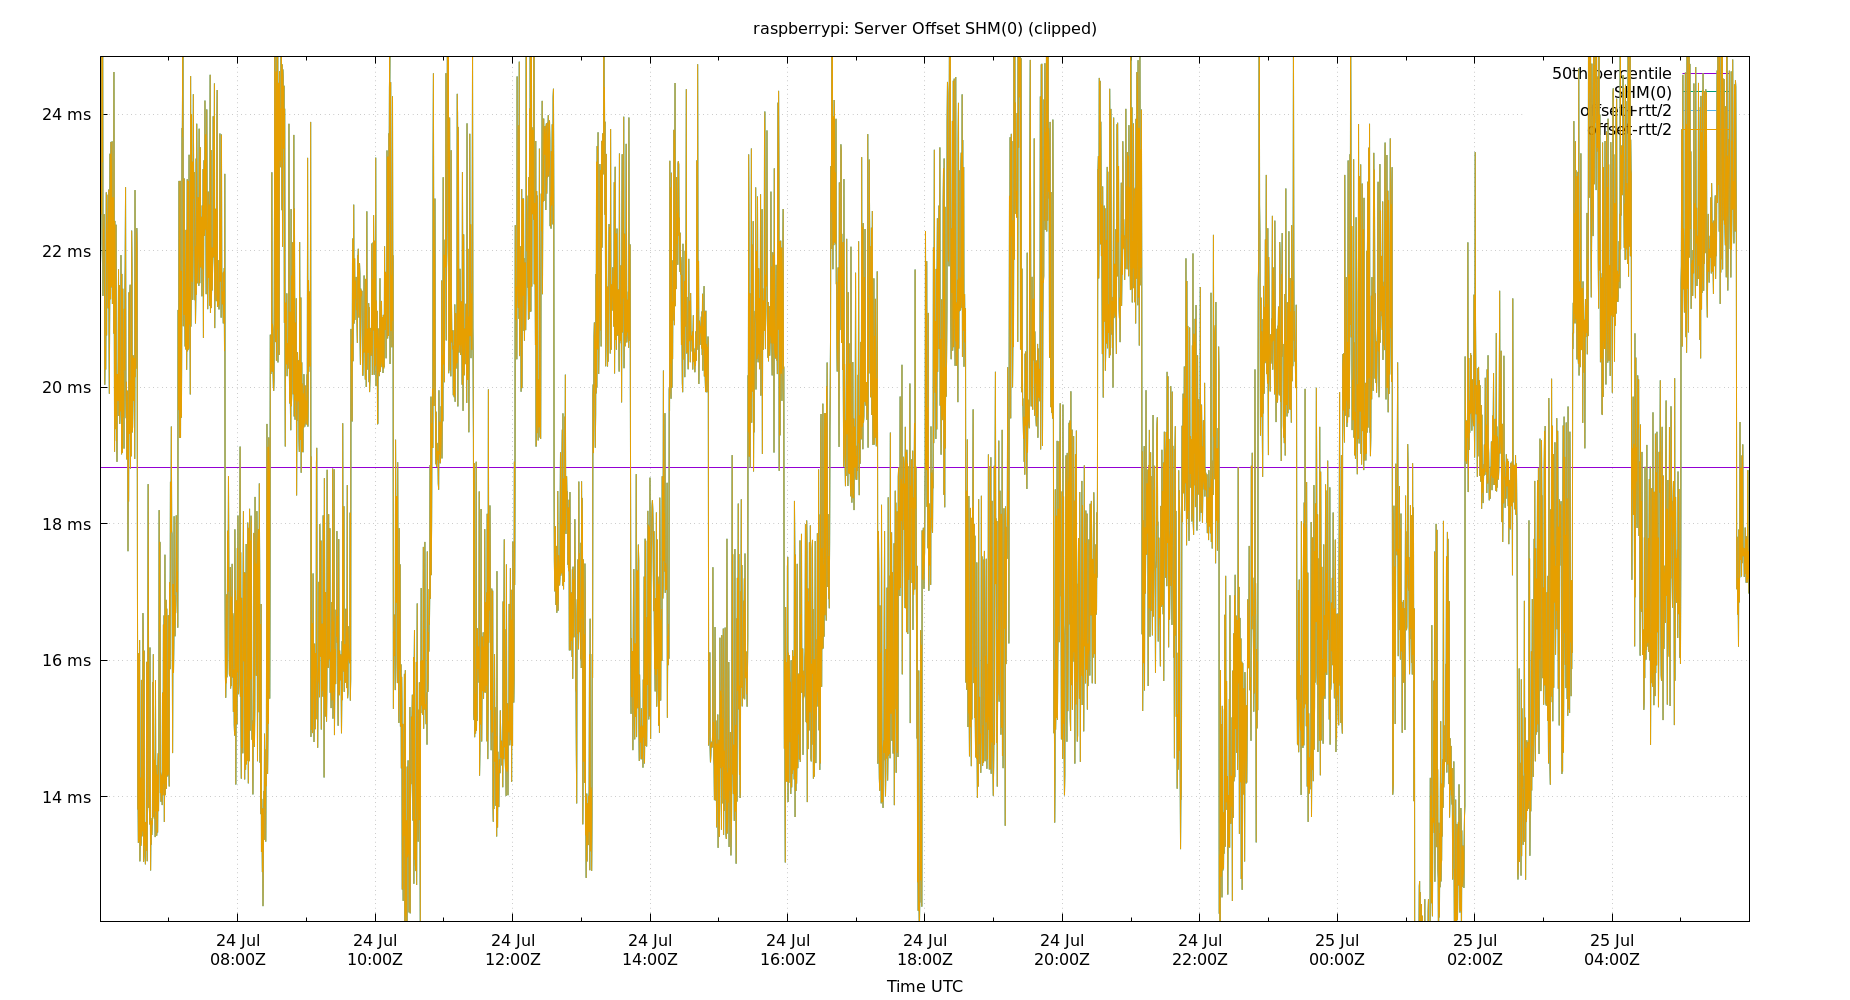 raspberrypi: Server Offset SHM(0) (clipped)
50th percentile
SHM(0)
offset+rtt/2
offset-rtt/2
24 ms
22 ms
20 ms
18 ms
16 ms
14 ms
24 Jul 24 Jul 24 Jul 24 Jul 24 Jul 24 Jul 24 Jul 24 Jul 25 Jul 25 Jul 25 Jul
08:00Z 10:00Z 12:00Z 14:00Z 16:00Z 18:00Z 20:00Z 22:00Z 00:00Z 02:00Z 04:00Z
Time UTC